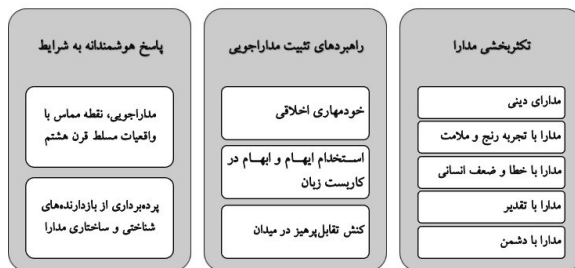 تکثربخشی مدارا
مدارای دینی
مدارا با تجربه رنج و ملامت
مدارا با خطا و ضعف انسانی
مدارا با تقدیر
مدارا با دشمن
راهبردهای تثبیت مداراجویی
خودمهاری اخلاقی
استخدام ایهام و ابهام در
کاربست زبان
کنش تقابل‌پرهیز در میدان
پاسخ هوشمندانه به شرایط
مداراجویی، نقطه مماس با
واقعیات مسلط قرن هشتم
پرده‌برداری از بازدارنده‌های
شناختی و ساختاری مدارا